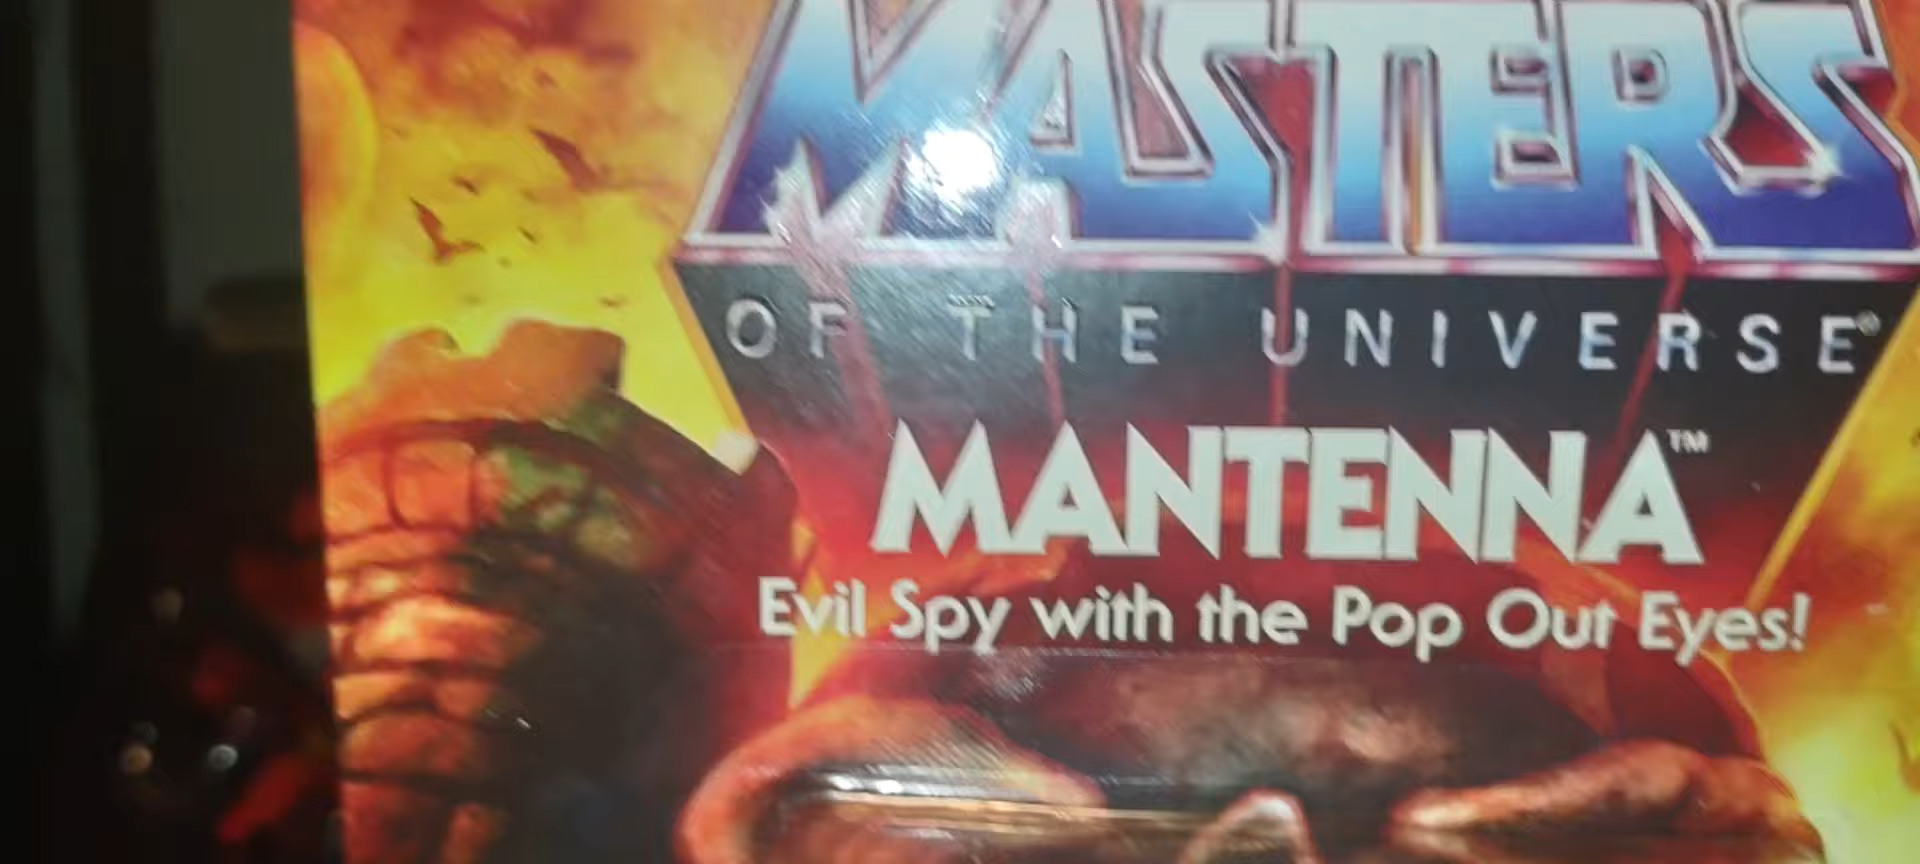 MASTERS
OF THE UNIVERSE®
MANTENNA™
Evil Spy with the Pop Out Eyes!